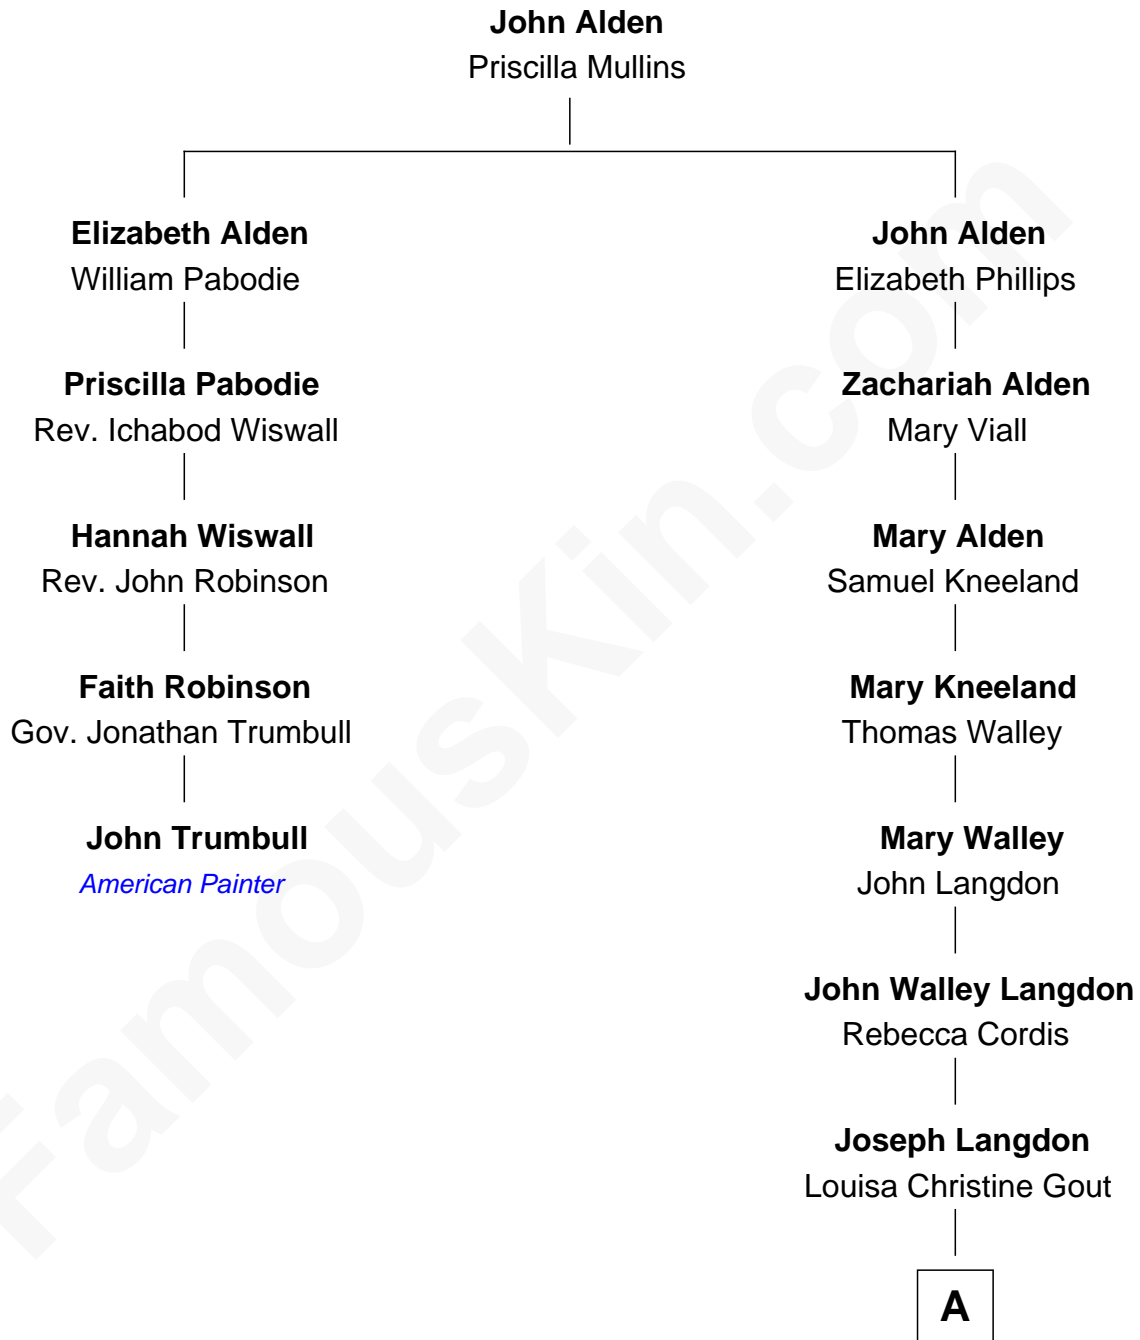 John Alden
Priscilla Mullins
Elizabeth Alden
William Pabodie
John Alden
Elizabeth Phillips
Priscilla Pabodie
Rev. Ichabod Wiswall
Zachariah Alden
Mary Viall
Hannah Wiswall
Rev. John Robinson
Mary Alden
Samuel Kneeland
Faith Robinson
Gov. Jonathan Trumbull
Mary Kneeland
Thomas Walley
John Trumbull
American Painter
Mary Walley
John Langdon
John Walley Langdon
Rebecca Cordis
Joseph Langdon
Louisa Christine Gout
A
FamousKin.com